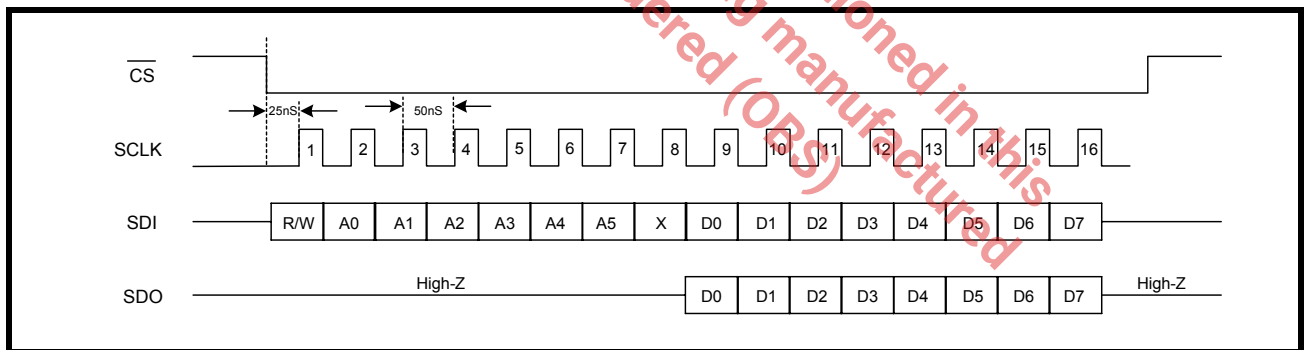 CS
25nS
50nS
SCLK
1 2 3 4 5 6 7 8 9 10 11 12 13 14 15 16
SDI
R/W A0 A1 A2 A3 A4 A5 X D0 D1 D2 D3 D4 D5 D6 D7
SDO
High-Z
D0 D1 D2 D3 D4 D5 D6 D7
High-Z
oned in this
manufactured
ered (OBS)